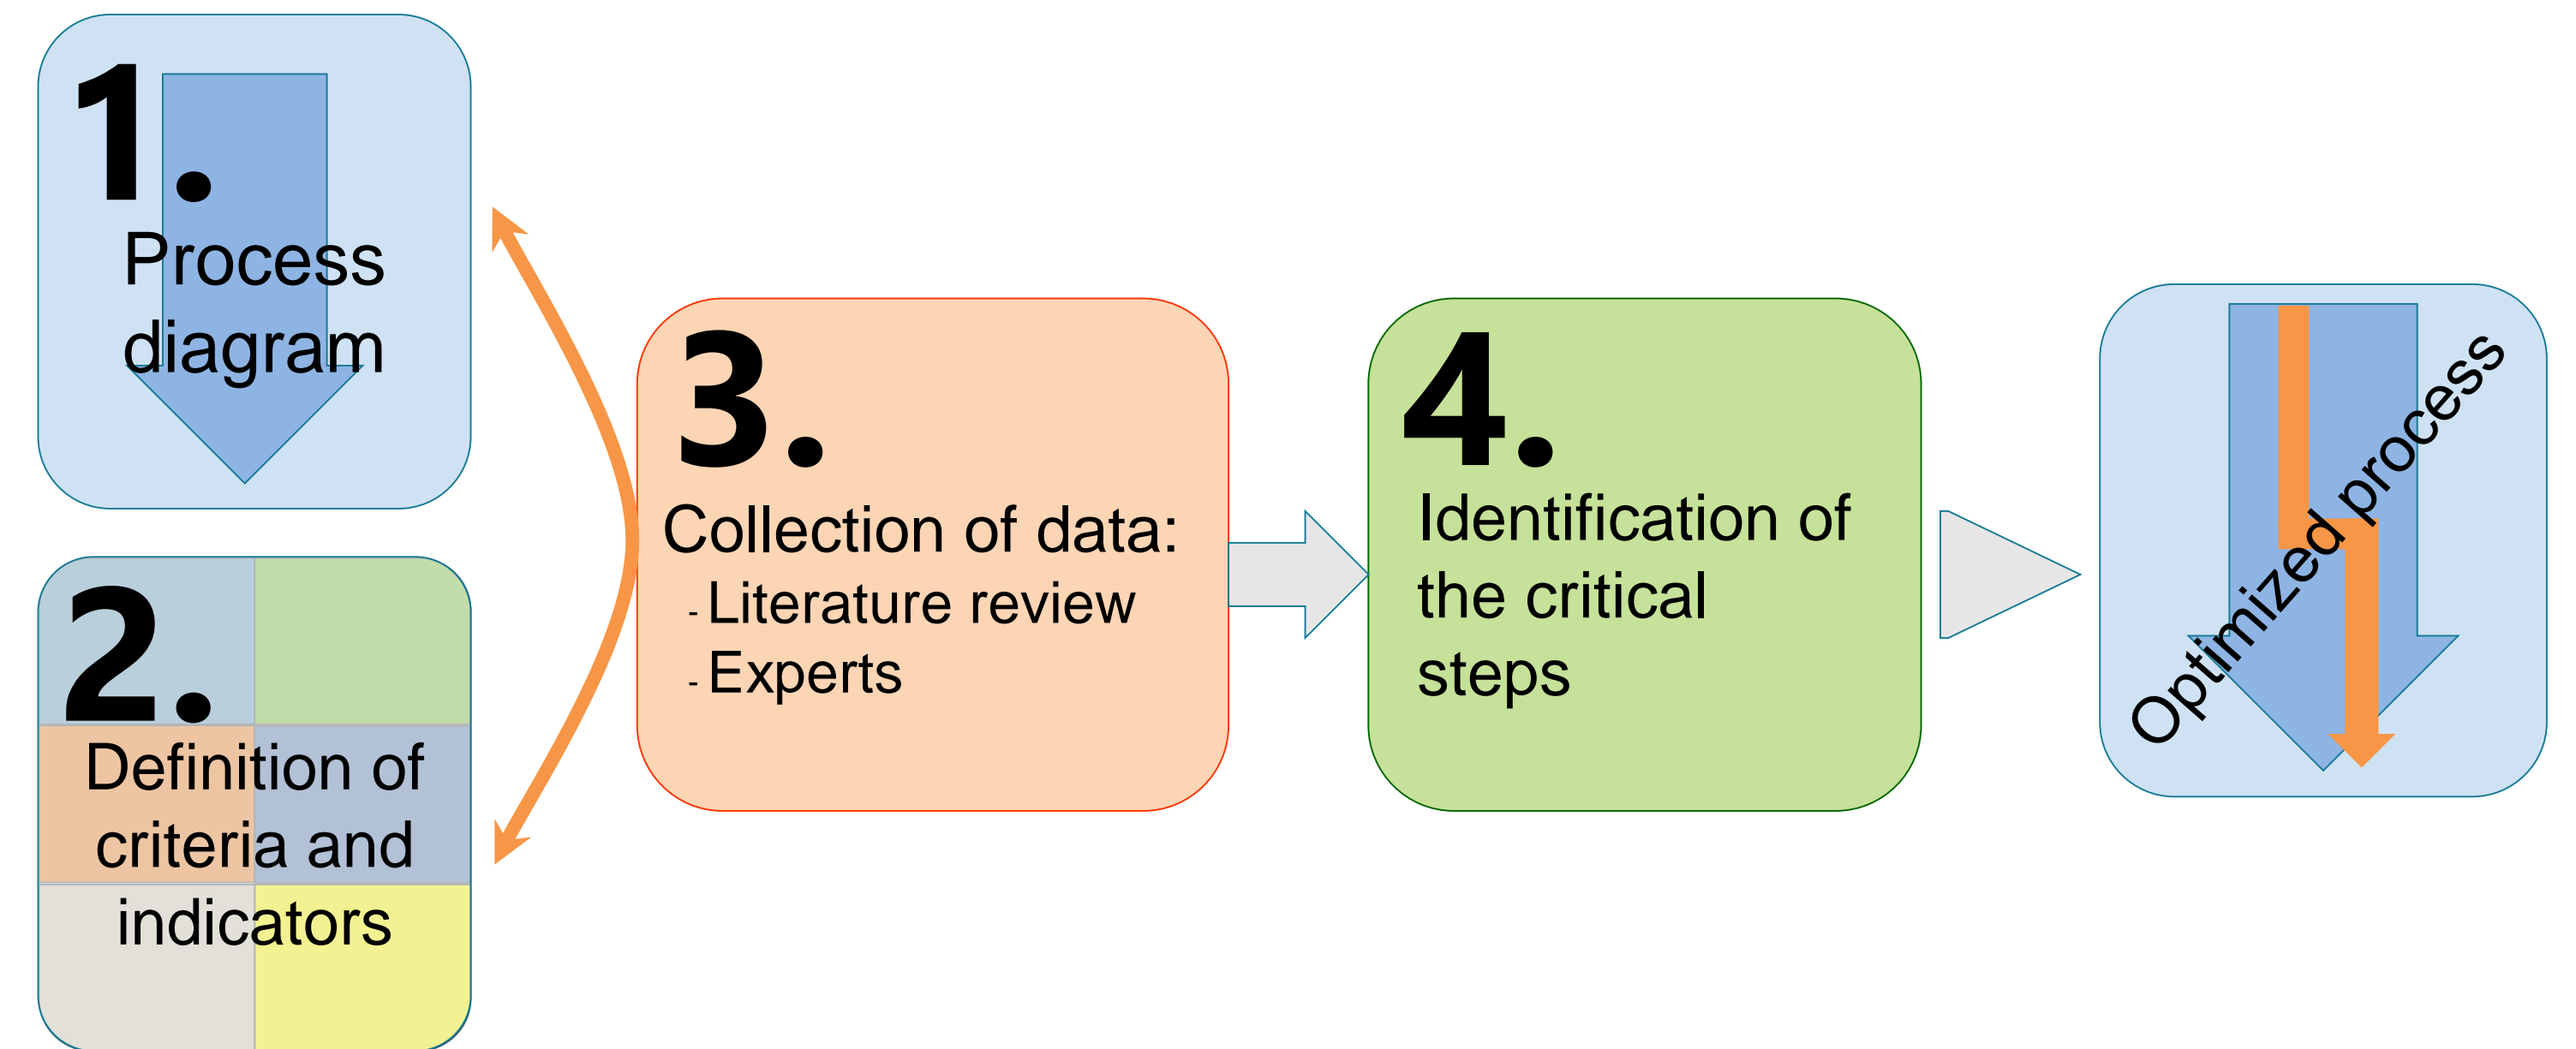 1.
Process
diagram
2.
Definition of
criteria and
indicators
3.
Collection of data:
- Literature review
- Experts
4.
Identification of
the critical
steps
Optimized process